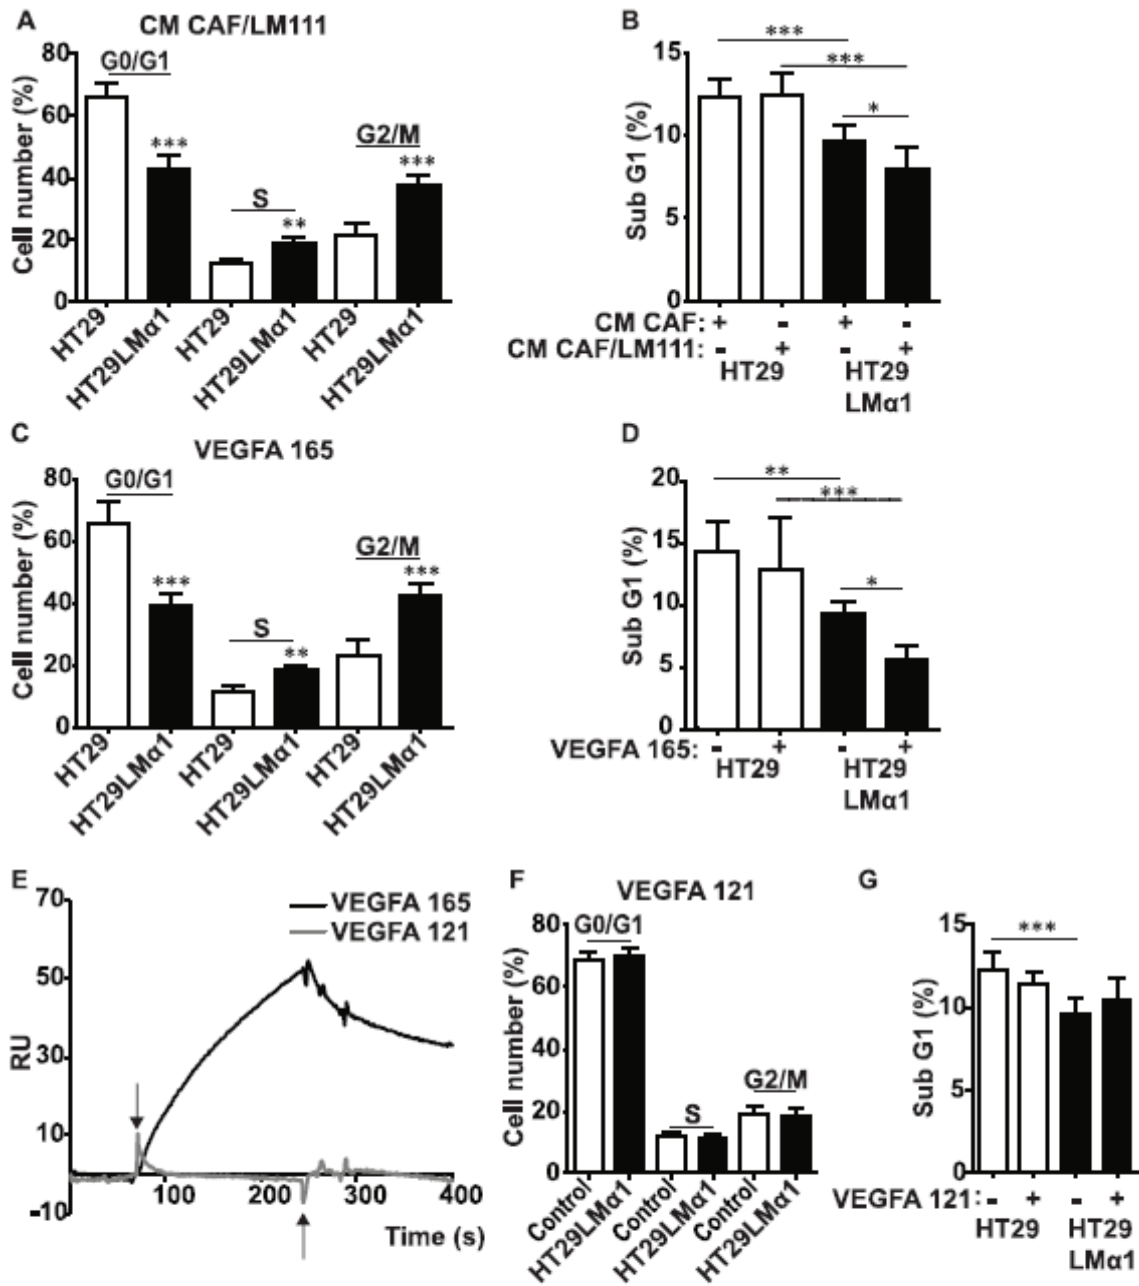 A
CM CAF/LM111
Cell number (%)
80
60
40
20
0
G0/G1
***
S
**
G2/M
***
HT29
HT29LMα1
HT29
HT29LMα1
HT29
HT29LMα1
B
Sub G1 (%)
15
10
5
0
***
***
*
CM CAF: + - + -
CM CAF/LM111: - + - +
HT29 HT29
LMα1
C
VEGFA 165
Cell number (%)
80
60
40
20
0
G0/G1
***
S
**
G2/M
***
HT29
HT29LMα1
HT29
HT29LMα1
HT29
HT29LMα1
D
Sub G1 (%)
20
15
10
5
0
**
***
*
VEGFA 165: - + - +
HT29 HT29
LMα1
E
RU
70
50
30
10
-10
VEGFA 165
VEGFA 121
100 200 300 400
Time (s)
F
VEGFA 121
Cell number (%)
80
60
40
20
0
G0/G1
S
G2/M
Control
HT29LMα1
Control
HT29LMα1
Control
HT29LMα1
G
Sub G1 (%)
15
10
5
0
***
VEGFA 121: - + - +
HT29 HT29
LMα1